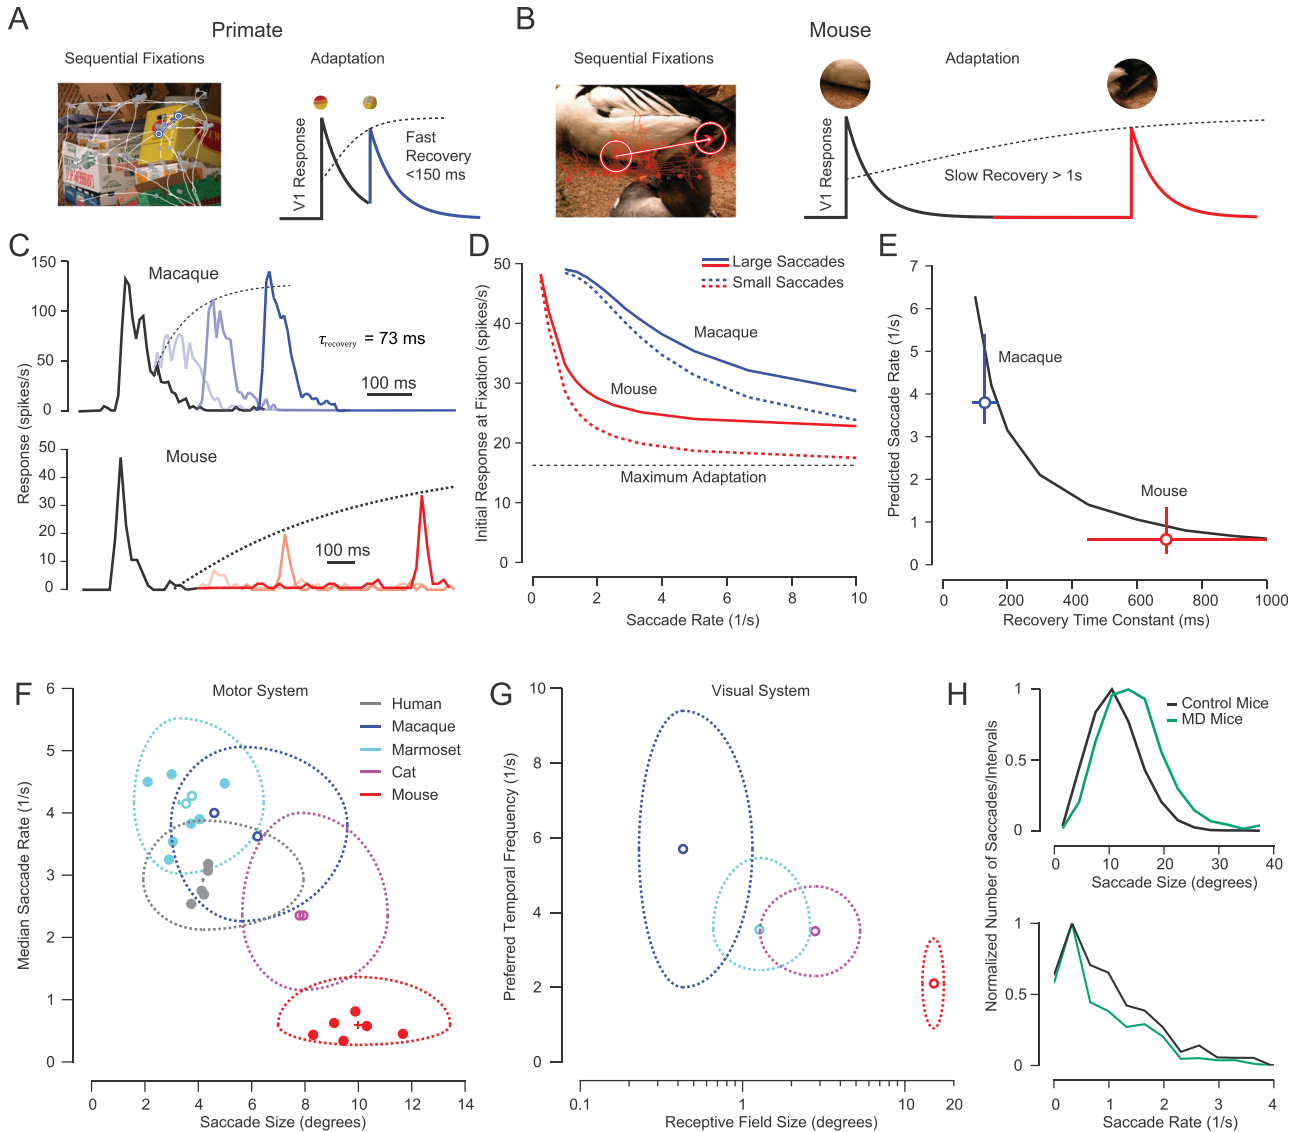 A
Primate
Sequential Fixations
Adaptation
V1 Response
Fast
Recovery
<150 ms
B
Mouse
Sequential Fixations
Adaptation
V1 Response
Slow Recovery > 1s
C
Response (spikes/s)
150
100
50
0
Macaque
τrecovery = 73 ms
100 ms
50
40
30
20
10
0
Mouse
100 ms
D
Initial Response at Fixation (spikes/s)
50
40
30
20
10
0
Large Saccades
Small Saccades
Macaque
Mouse
Maximum Adaptation
0 2 4 6 8 10
Saccade Rate (1/s)
E
Predicted Saccade Rate (1/s)
7
6
5
4
3
2
1
0
Macaque
Mouse
0 200 400 600 800 1000
Recovery Time Constant (ms)
F
Motor System
Median Saccade Rate (1/s)
6
5
4
3
2
1
0
Human
Macaque
Marmoset
Cat
Mouse
0 2 4 6 8 10 12 14
Saccade Size (degrees)
G
Visual System
Preferred Temporal Frequency (1/s)
10
8
6
4
2
0
0.1 1 10 20
Receptive Field Size (degrees)
H
Normalized Number of Saccades/Intervals
1
0.5
0
Control Mice
MD Mice
0 10 20 30 40
Saccade Size (degrees)
1
0.5
0
0 1 2 3 4
Saccade Rate (1/s)